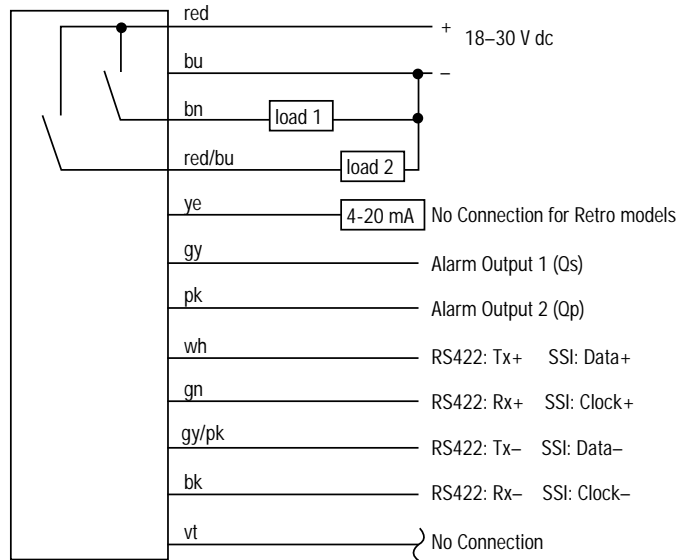 red
+
18–30 V dc
bu
–
bn
load 1
red/bu
load 2
ye
4-20 mA
No Connection for Retro models
gy
Alarm Output 1 (Qs)
pk
Alarm Output 2 (Qp)
wh
RS422: Tx+ SSI: Data+
gn
RS422: Rx+ SSI: Clock+
gy/pk
RS422: Tx– SSI: Data–
bk
RS422: Rx– SSI: Clock–
vt
No Connection